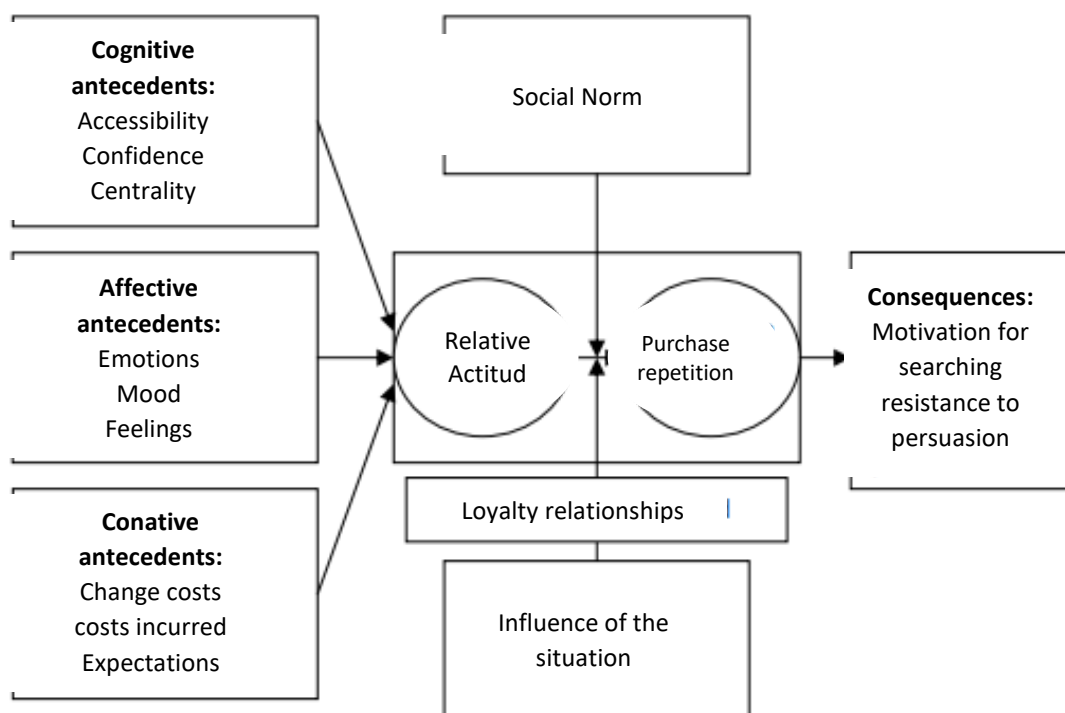 Cognitive
antecedents:
Accessibility
Confidence
Centrality
Social Norm
Affective
antecedents:
Emotions
Mood
Feelings
Relative
Actitud
Purchase
repetition
Consequences:
Motivation for
searching
resistance to
persuasion
Conative
antecedents:
Change costs
costs incurred
Expectations
Loyalty relationships
Influence of the
situation